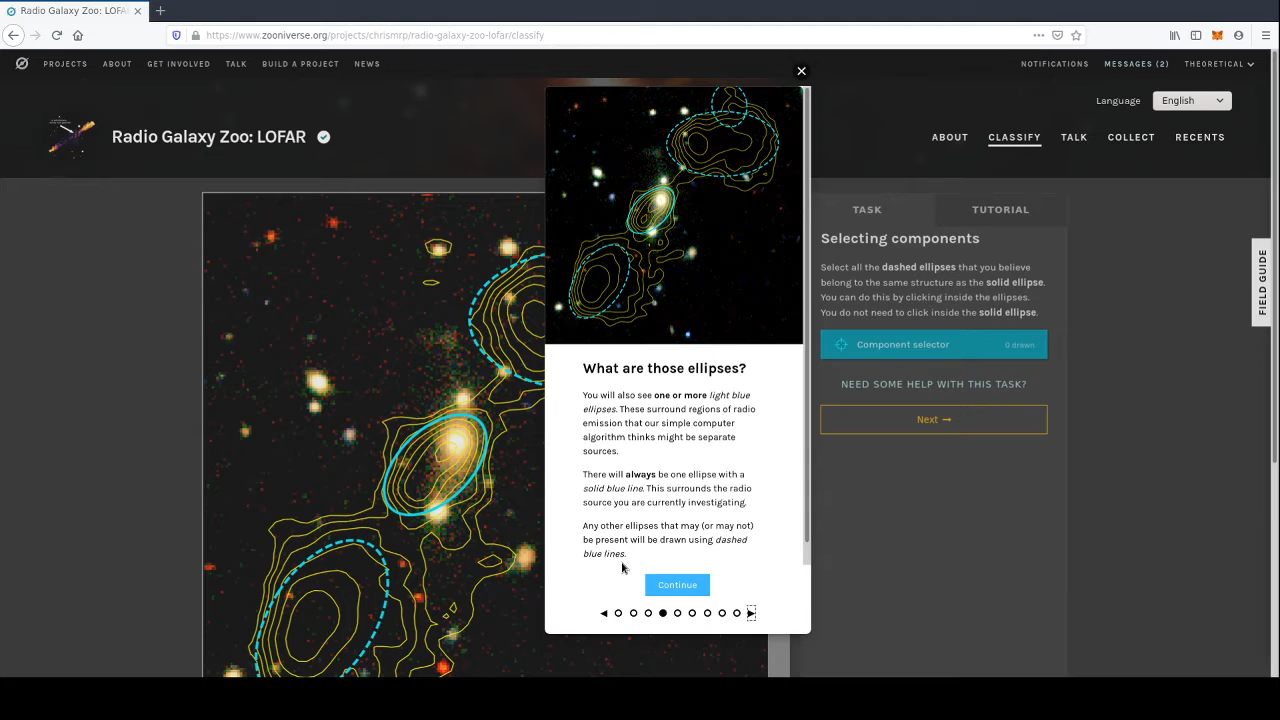 Radio Galaxy Zoo: LOFAR
https://www.zooniverse.org/projects/chrismrp/radio-galaxy-zoo-lofar/classify
PROJECTS ABOUT GET INVOLVED TALK BUILD A PROJECT NEWS
NOTIFICATIONS MESSAGES (2) THEORETICAL
Language English
Radio Galaxy Zoo: LOFAR
ABOUT CLASSIFY TALK COLLECT RECENTS
TASK TUTORIAL
Selecting components
Select all the dashed ellipses that you believe
belong to the same structure as the solid ellipse.
You can do this by clicking inside the ellipses.
You do not need to click inside the solid ellipse.
Component selector 0 drawn
NEED SOME HELP WITH THIS TASK?
Next →
FIELD GUIDE
What are those ellipses?
You will also see one or more light blue
ellipses. These surround regions of radio
emission that our simple computer
algorithm thinks might be separate
sources.
There will always be one ellipse with a
solid blue line. This surrounds the radio
source you are currently investigating.
Any other ellipses that may (or may not)
be present will be drawn using dashed
blue lines.
Continue